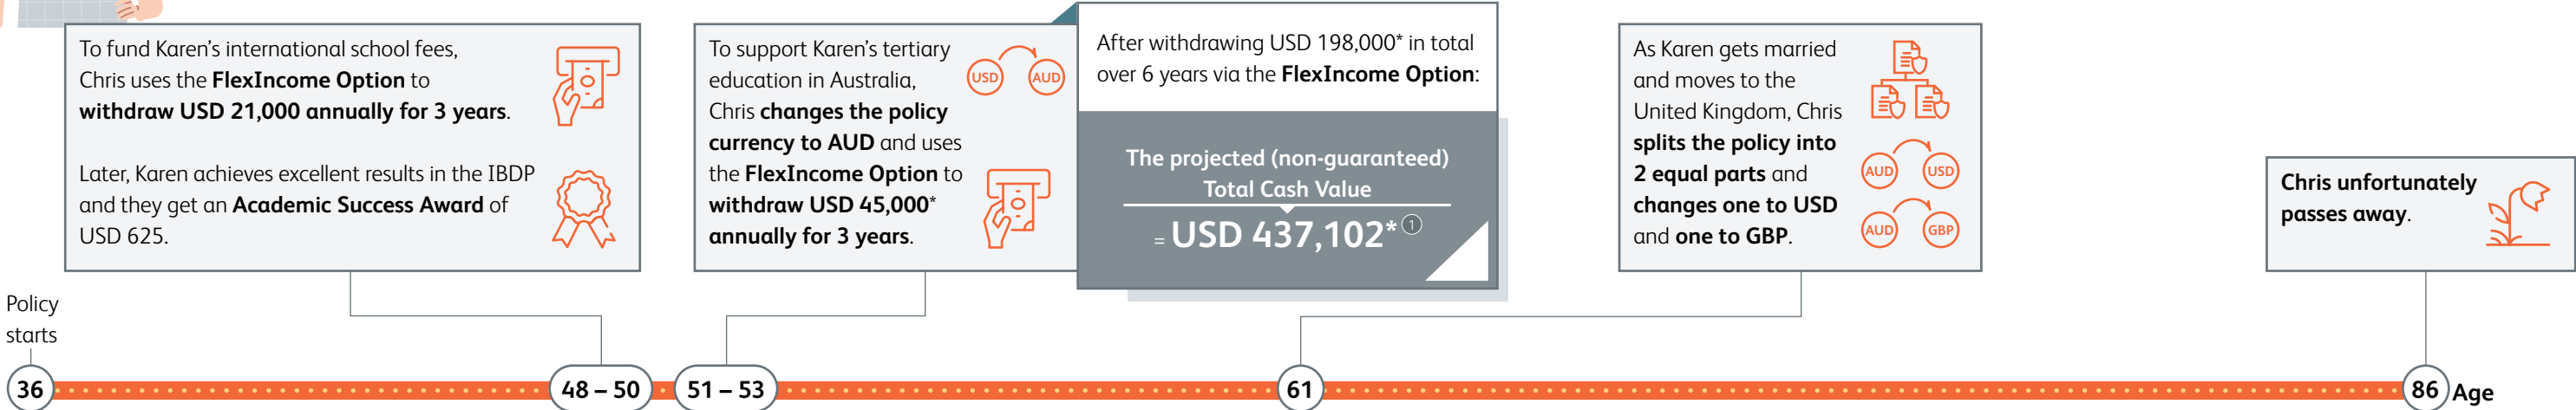 To fund Karen's international school fees,
Chris uses the FlexIncome Option to
withdraw USD 21,000 annually for 3 years.
Later, Karen achieves excellent results in the IBDP
and they get an Academic Success Award of
USD 625.
To support Karen's tertiary
education in Australia,
Chris changes the policy
currency to AUD and uses
the FlexIncome Option to
withdraw USD 45,000*
annually for 3 years.
USD AUD
After withdrawing USD 198,000* in total
over 6 years via the FlexIncome Option:
The projected (non-guaranteed)
Total Cash Value
= USD 437,102* ①
As Karen gets married
and moves to the
United Kingdom, Chris
splits the policy into
2 equal parts and
changes one to USD
and one to GBP.
AUD USD
AUD GBP
Chris unfortunately
passes away.
Policy
starts
36
48 – 50
51 – 53
61
86 Age